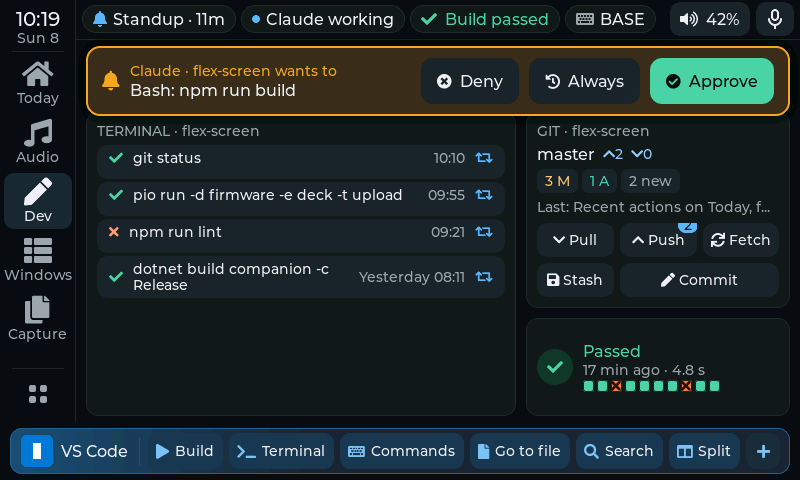 10:19
Sun 8
Standup · 11m
Claude working
Build passed
BASE
42%
Today
Audio
Dev
Windows
Capture
Claude · flex-screen wants to
Bash: npm run build
Deny
Always
Approve
TERMINAL · flex-screen
git status 10:10
pio run -d firmware -e deck -t upload 09:55
npm run lint 09:21
dotnet build companion -c
Release
Yesterday 08:11
GIT · flex-screen
master 2 0
3 M 1 A 2 new
Last: Recent actions on Today, f...
Pull
Push
2
Fetch
Stash
Commit
Passed
17 min ago · 4.8 s
VS Code
Build
Terminal
Commands
Go to file
Search
Split